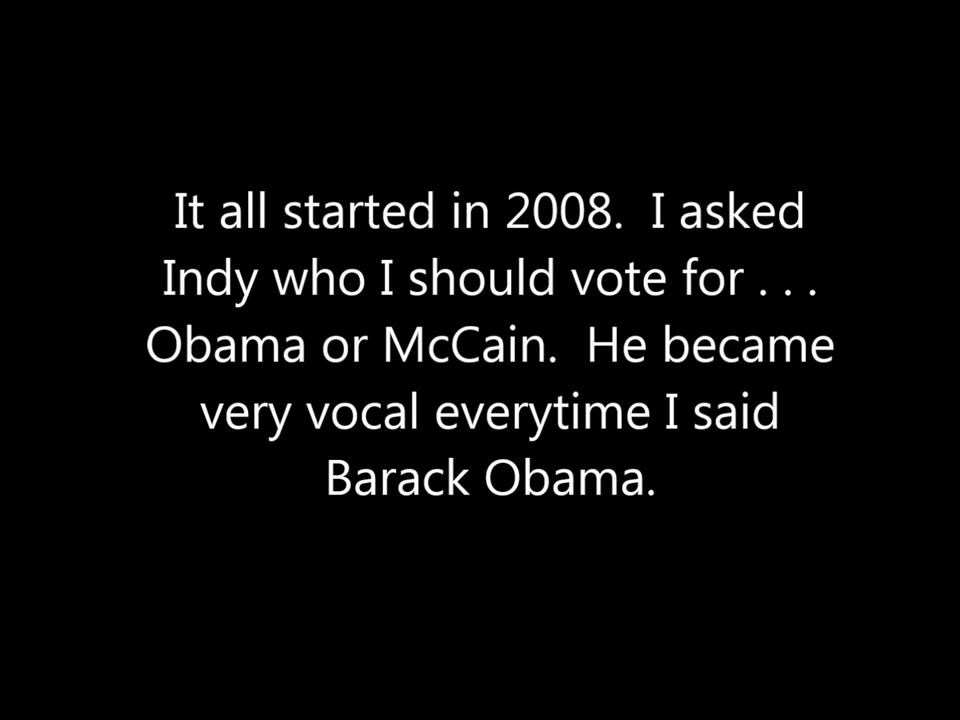 It all started in 2008.  I asked
Indy who I should vote for . . .
Obama or McCain.  He became
very vocal everytime I said
Barack Obama.